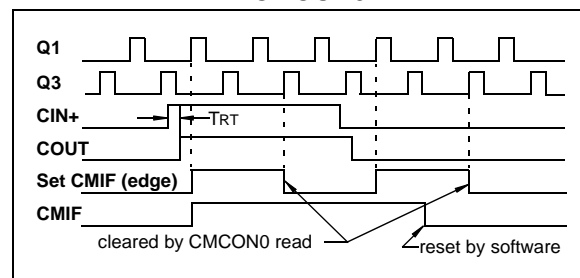 Q1
Q3
CIN+
TRT
COUT
Set CMIF (edge)
CMIF
cleared by CMCON0 read
reset by software